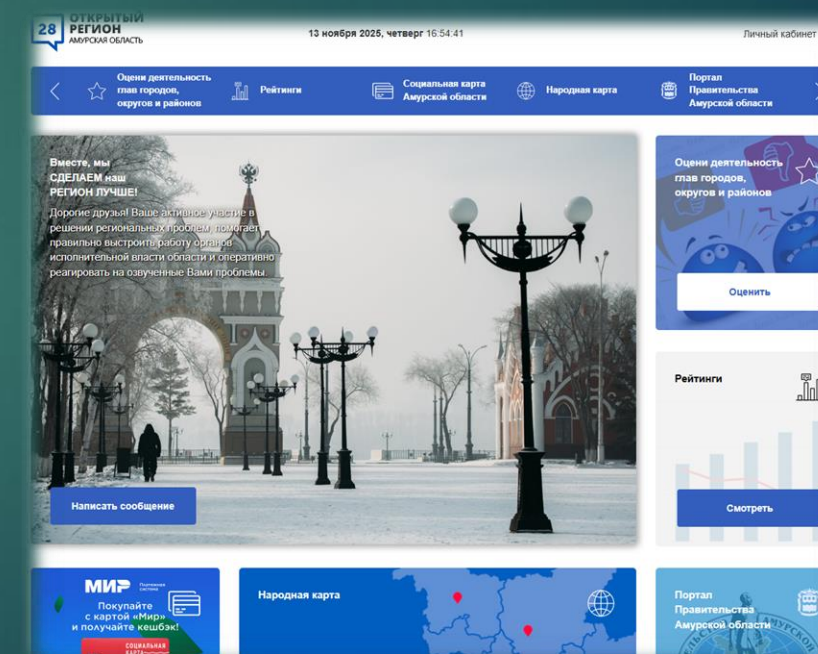 28
ОТКРЫТЫЙ
РЕГИОН
АМУРСКАЯ ОБЛАСТЬ
13 ноября 2025, четверг 16:54:41
Личный кабинет
Оцени деятельность
глав городов,
округов и районов
Рейтинги
Социальная карта
Амурской области
Народная карта
Портал
Правительства
Амурской области
Вместе, мы
СДЕЛАЕМ наш
РЕГИОН ЛУЧШЕ!
Дорогие друзья! Ваше активное участие в
решении региональных проблем, помогает
правильно выстроить работу органов
исполнительной власти области и оперативно
реагировать на озвученные Вами проблемы.
Написать сообщение
Оцени деятельность
глав городов,
округов и районов
Оценить
Рейтинги
Смотреть
МИР
Платежная
система
Покупайте
с картой «Мир»
и получайте кешбэк!
СОЦИАЛЬНАЯ
КАРТА
Народная карта
Портал
Правительства
Амурской области